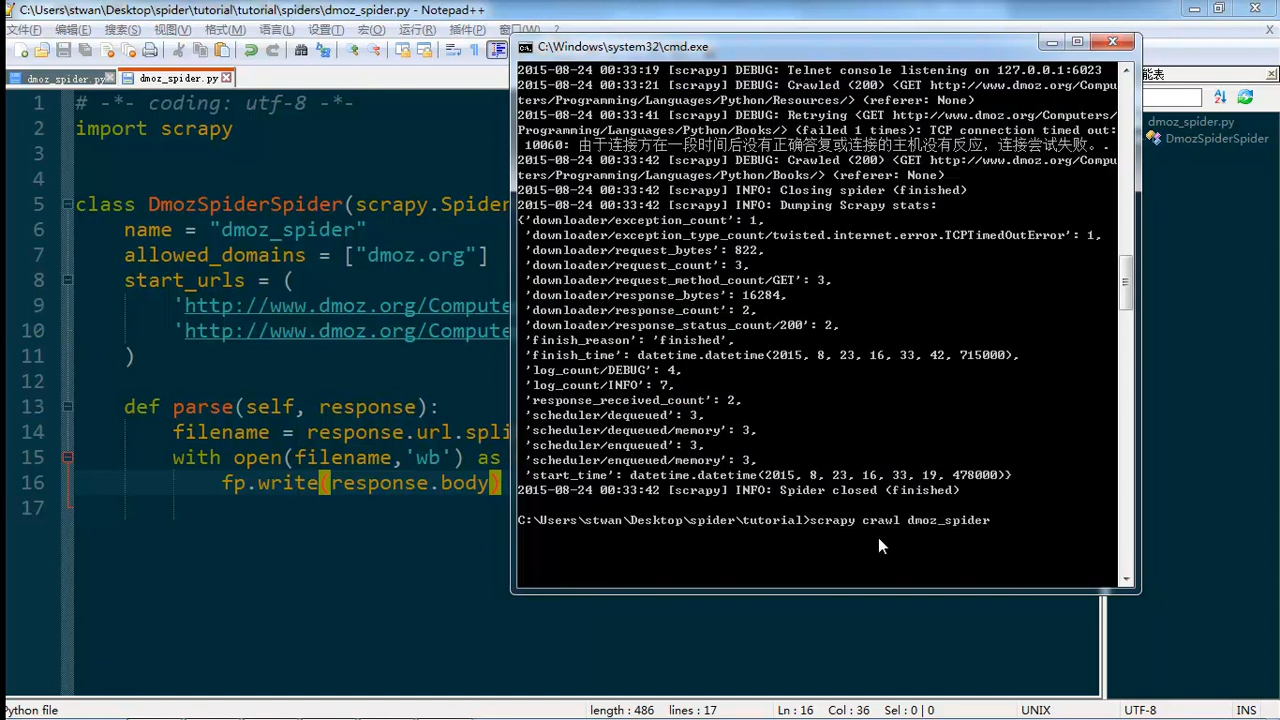 C:\Users\stwan\Desktop\spider\tutorial\tutorial\spiders\dmoz_spider.py - Notepad++
文件(F) 编辑(E) 搜索(S) 视图(V) 格式(M) 语言(L) 设置(T) 宏(O) 运行(R) 插件(P) 窗口(W) ?
X
dmoz_spider.py
dmoz_spider.py
1 # -*- coding: utf-8 -*-
2 import scrapy
3
4
5 class DmozSpiderSpider(scrapy.Spider
6 name = "dmoz_spider"
7 allowed_domains = ["dmoz.org"]
8 start_urls = (
9 'http://www.dmoz.org/Compute
10 'http://www.dmoz.org/Compute
11 )
12
13 def parse(self, response):
14 filename = response.url.spli
15 with open(filename,'wb') as
16 fp.write(response.body)
17
C:\Windows\system32\cmd.exe
2015-08-24 00:33:19 [scrapy] DEBUG: Telnet console listening on 127.0.0.1:6023
2015-08-24 00:33:21 [scrapy] DEBUG: Crawled (200) <GET http://www.dmoz.org/Compu
ters/Programming/Languages/Python/Resources/> (referer: None)
2015-08-24 00:33:41 [scrapy] DEBUG: Retrying <GET http://www.dmoz.org/Computers/
Programming/Languages/Python/Books/> (failed 1 times): TCP connection timed out:
10060: 由于连接方在一段时间后没有正确答复或连接的主机没有反应，连接尝试失败。.
2015-08-24 00:33:42 [scrapy] DEBUG: Crawled (200) <GET http://www.dmoz.org/Compu
ters/Programming/Languages/Python/Books/> (referer: None)
2015-08-24 00:33:42 [scrapy] INFO: Closing spider (finished)
2015-08-24 00:33:42 [scrapy] INFO: Dumping Scrapy stats:
{'downloader/exception_count': 1,
'downloader/exception_type_count/twisted.internet.error.TCPTimedOutError': 1,
'downloader/request_bytes': 822,
'downloader/request_count': 3,
'downloader/request_method_count/GET': 3,
'downloader/response_bytes': 16284,
'downloader/response_count': 2,
'downloader/response_status_count/200': 2,
'finish_reason': 'finished',
'finish_time': datetime.datetime(2015, 8, 23, 16, 33, 42, 715000),
'log_count/DEBUG': 4,
'log_count/INFO': 7,
'response_received_count': 2,
'scheduler/dequeued': 3,
'scheduler/dequeued/memory': 3,
'scheduler/enqueued': 3,
'scheduler/enqueued/memory': 3,
'start_time': datetime.datetime(2015, 8, 23, 16, 33, 19, 478000)}
2015-08-24 00:33:42 [scrapy] INFO: Spider closed (finished)
C:\Users\stwan\Desktop\spider\tutorial>scrapy crawl dmoz_spider
能表
dmoz_spider.py
DmozSpiderSpider
Python file
length : 486 lines : 17
Ln : 16 Col : 36 Sel : 0 | 0
UNIX
UTF-8
INS